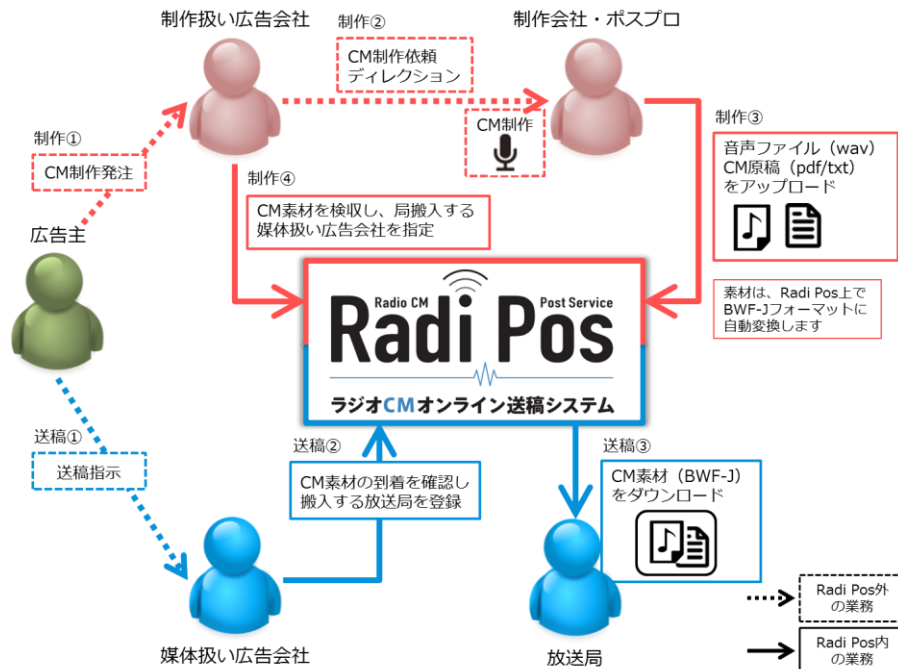 制作扱い広告会社
制作②
CM制作依頼
ディレクション
制作会社・ポスプロ
CM制作
制作①
CM制作発注
制作③
音声ファイル（wav）
CM原稿（pdf/txt）
をアップロード
制作④
CM素材を検収し、局搬入する
媒体扱い広告会社を指定
広告主
素材は、Radi Pos上で
BWF-Jフォーマットに
自動変換します
Radio CM
Post Service
Radi Pos
ラジオCMオンライン送稿システム
送稿①
送稿指示
送稿②
CM素材の到着を確認し
搬入する放送局を登録
送稿③
CM素材（BWF-J）
をダウンロード
媒体扱い広告会社
放送局
Radi Pos外
の業務
Radi Pos内
の業務